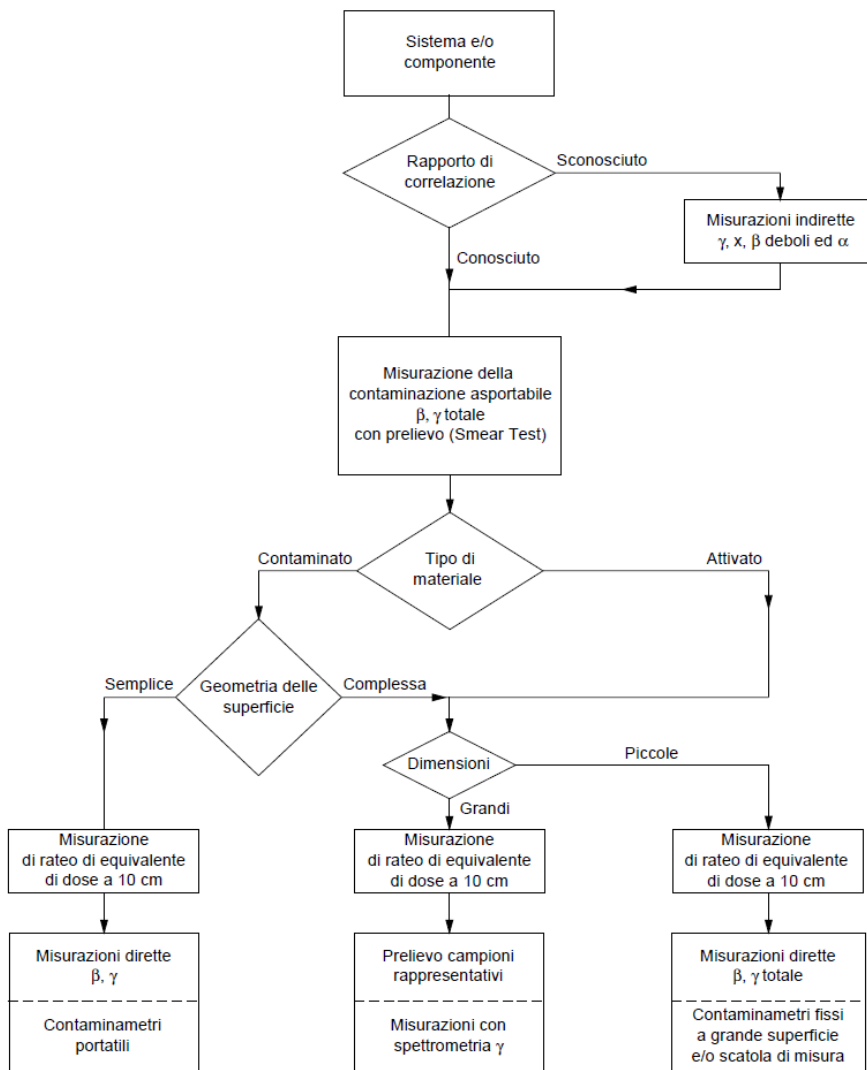 Sistema e/o
componente
Rapporto di
correlazione
Sconosciuto
Misurazioni indirette
γ, x, β deboli ed α
Conosciuto
Misurazione della
contaminazione asportabile
β, γ totale
con prelievo (Smear Test)
Contaminato
Tipo di
materiale
Attivato
Semplice
Geometria delle
superficie
Complessa
Dimensioni
Piccole
Grandi
Misurazione
di rateo di equivalente
di dose a 10 cm
Misurazione
di rateo di equivalente
di dose a 10 cm
Misurazione
di rateo di equivalente
di dose a 10 cm
Misurazioni dirette
β, γ
Contaminametri
portatili
Prelievo campioni
rappresentativi
Misurazioni con
spettrometria γ
Misurazioni dirette
β, γ totale
Contaminametri fissi
a grande superficie
e/o scatola di misura